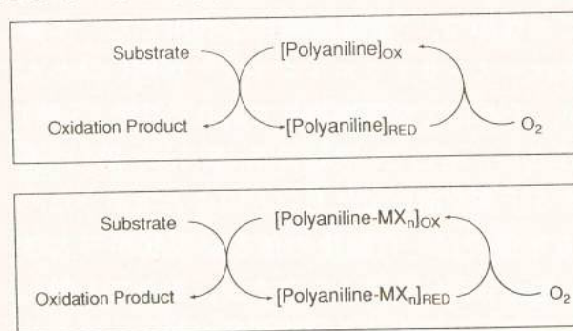 Substrate [Polyaniline]OX
Oxidation Product [Polyaniline]RED O2
Substrate [Polyaniline-MXn]OX
Oxidation Product [Polyaniline-MXn]RED O2